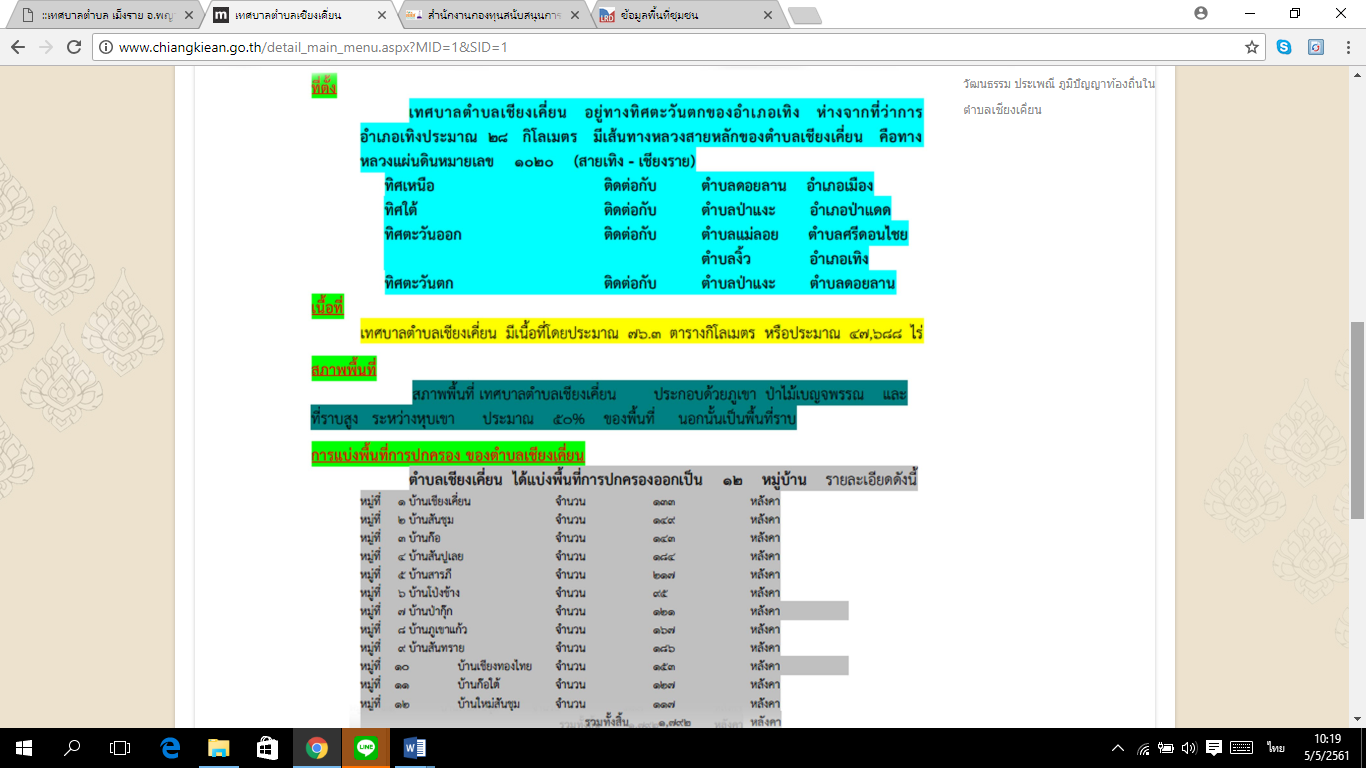 ::เทศบาลตำบล เม็งราย อ.พญา
เทศบาลตำบลเชียงเคี่ยน
สำนักงานกองทุนสนับสนุนการ
ข้อมูลพื้นที่ชุมชน
www.chiangkiean.go.th/detail_main_menu.aspx?MID=1&SID=1
วัฒนธรรม ประเพณี ภูมิปัญญาท้องถิ่นใน
ตำบลเชียงเคี่ยน
ที่ตั้ง
เทศบาลตำบลเชียงเคี่ยน อยู่ทางทิศตะวันตกของอำเภอเทิง ห่างจากที่ว่าการ
อำเภอเทิงประมาณ ๒๘ กิโลเมตร มีเส้นทางหลวงสายหลักของตำบลเชียงเคี่ยน คือทาง
หลวงแผ่นดินหมายเลข ๑๐๒๐ (สายเทิง - เชียงราย)
ทิศเหนือ ติดต่อกับ ตำบลดอยลาน อำเภอเมือง
ทิศใต้ ติดต่อกับ ตำบลป่าแงะ อำเภอป่าแดด
ทิศตะวันออก ติดต่อกับ ตำบลแม่ลอย ตำบลศรีดอนไชย
ตำบลงิ้ว อำเภอเทิง
ทิศตะวันตก ติดต่อกับ ตำบลป่าแงะ ตำบลดอยลาน
เนื้อที่
เทศบาลตำบลเชียงเคี่ยน มีเนื้อที่โดยประมาณ ๗๖.๓ ตารางกิโลเมตร หรือประมาณ ๔๗,๖๘๘ ไร่
สภาพพื้นที่
สภาพพื้นที่ เทศบาลตำบลเชียงเคี่ยน ประกอบด้วยภูเขา ป่าไม้เบญจพรรณ และ
ที่ราบสูง ระหว่างหุบเขา ประมาณ ๕๐% ของพื้นที่ นอกนั้นเป็นพื้นที่ราบ
การแบ่งพื้นที่การปกครอง ของตำบลเชียงเคี่ยน
ตำบลเชียงเคี่ยน ได้แบ่งพื้นที่การปกครองออกเป็น ๑๒ หมู่บ้าน รายละเอียดดังนี้
หมู่ที่ ๑ บ้านเชียงเคี่ยน จำนวน ๑๓๓ หลังคา
หมู่ที่ ๒ บ้านสันชุม จำนวน ๑๔๙ หลังคา
หมู่ที่ ๓ บ้านก๊อ จำนวน ๑๔๓ หลังคา
หมู่ที่ ๔ บ้านสันปูเลย จำนวน ๑๘๔ หลังคา
หมู่ที่ ๕ บ้านสารภี จำนวน ๒๑๗ หลังคา
หมู่ที่ ๖ บ้านโป่งช้าง จำนวน ๙๕ หลังคา
หมู่ที่ ๗ บ้านป่ากุ๊ก จำนวน ๑๒๑ หลังคา
หมู่ที่ ๘ บ้านภูเขาแก้ว จำนวน ๑๖๗ หลังคา
หมู่ที่ ๙ บ้านสันทราย จำนวน ๑๘๖ หลังคา
หมู่ที่ ๑๐ บ้านเชียงทองไทย จำนวน ๑๕๓ หลังคา
หมู่ที่ ๑๑ บ้านก๊อใต้ จำนวน ๑๒๗ หลังคา
หมู่ที่ ๑๒ บ้านใหม่สันชุม จำนวน ๑๑๗ หลังคา
รวมทั้งสิ้น ๑,๗๙๒ หลังคา
ไทย
10:19
5/5/2561